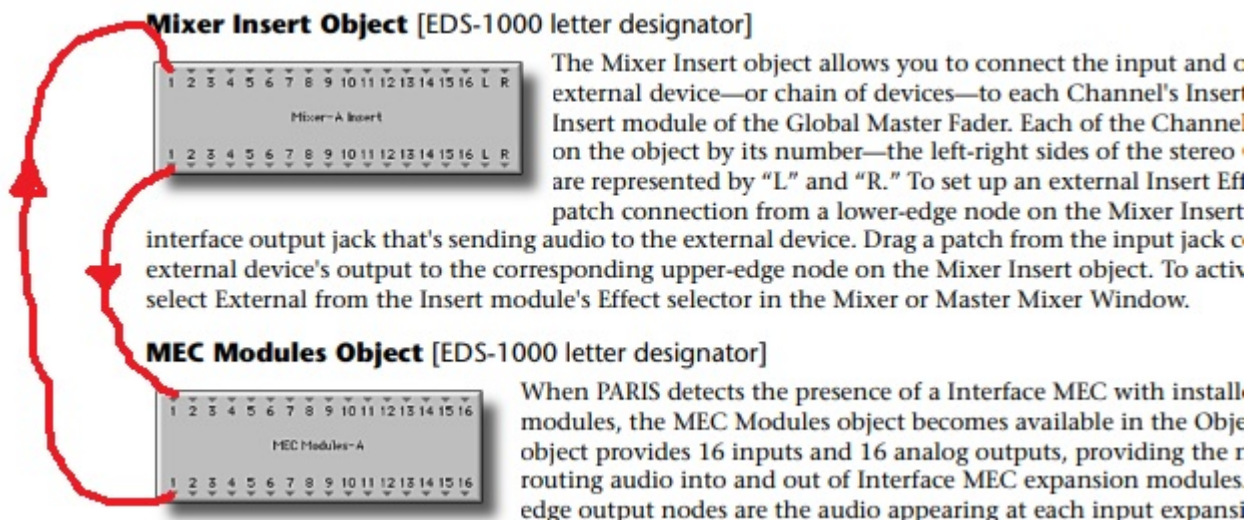 Mixer Insert Object [EDS-1000 letter designator]
The Mixer Insert object allows you to connect the input and
1 2 3 4 5 6 7 8 9 10 11 12 13 14 15 16 L R
external device—or chain of devices—to each Channel's Insert
Mixer-A Insert
Insert module of the Global Master Fader. Each of the Channel
1 2 3 4 5 6 7 8 9 10 11 12 13 14 15 16 L R
on the object by its number—the left-right sides of the stereo
are represented by “L” and “R.” To set up an external Insert
patch connection from a lower-edge node on the Mixer Insert
interface output jack that's sending audio to the external device. Drag a patch from the input jack
external device's output to the corresponding upper-edge node on the Mixer Insert object. To
select External from the Insert module's Effect selector in the Mixer or Master Mixer Window.
MEC Modules Object [EDS-1000 letter designator]
When PARIS detects the presence of a Interface MEC with
1 2 3 4 5 6 7 8 9 10 11 12 13 14 15 16
modules, the MEC Modules object becomes available in the
MEC Modules-A
object provides 16 inputs and 16 analog outputs, providing the
1 2 3 4 5 6 7 8 9 10 11 12 13 14 15 16
routing audio into and out of Interface MEC expansion modules.
edge output nodes are the audio appearing at each input